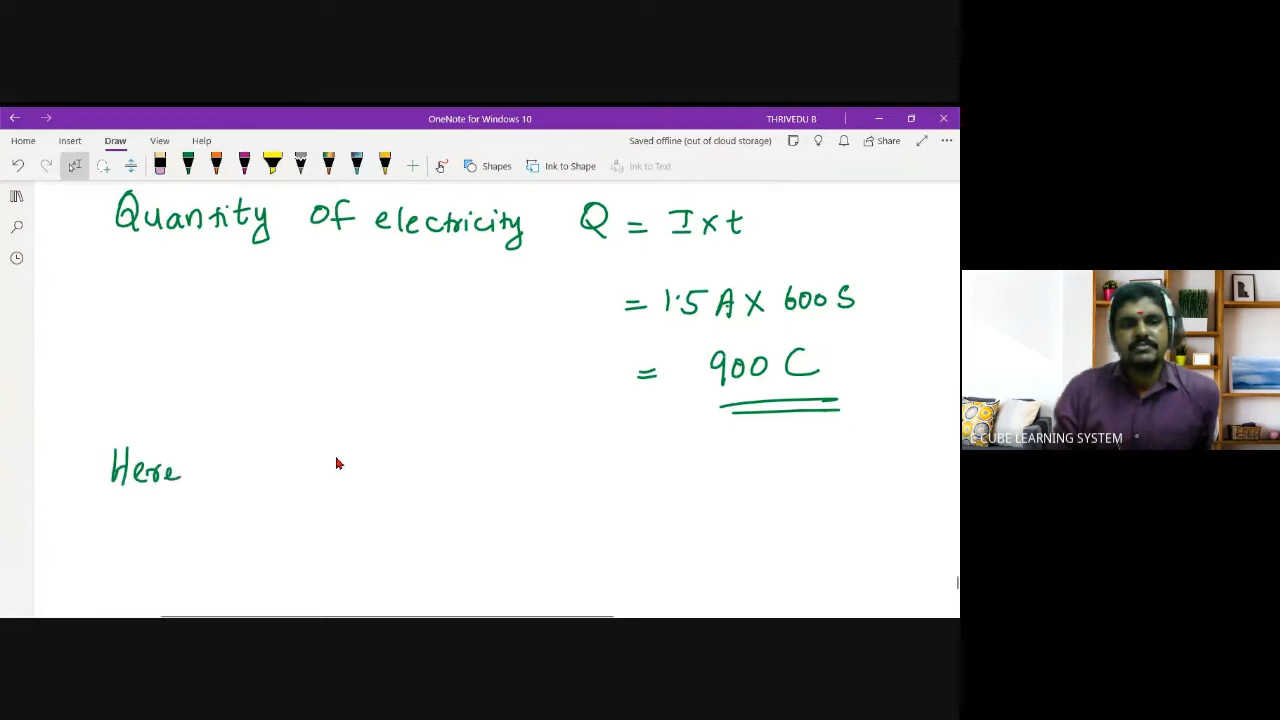 OneNote for Windows 10
THRIVEDU B
Home Insert Draw View Help
Saved offline (out of cloud storage)
Share
Shapes
Ink to Shape
Ink to Text
Quantity of electricity Q = I x t
= 1.5 A X 600 S
= 900 C
Here
C CUBE LEARNING SYSTEM